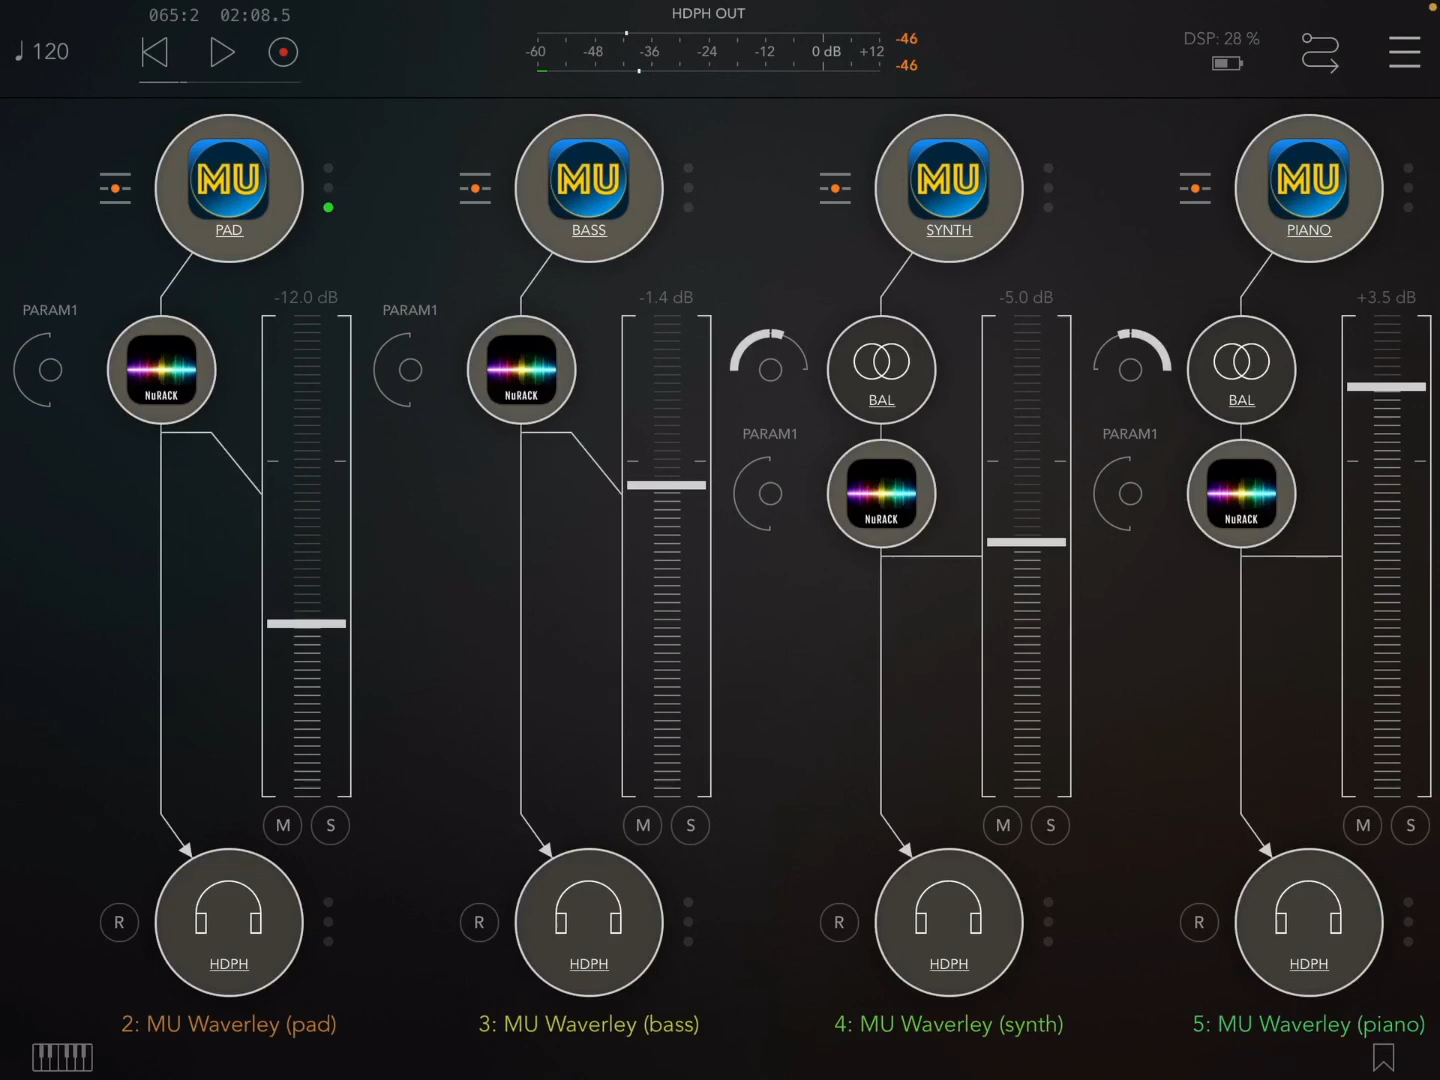 065:2 02:08.5
HDPH OUT
120
-60 -48 -36 -24 -12 0 dB +12
-46
-46
DSP: 28 %
MU
PAD
MU
BASS
MU
SYNTH
MU
PIANO
PARAM1
-12.0 dB
PARAM1
-1.4 dB
-5.0 dB
+3.5 dB
NuRACK
NuRACK
BAL
BAL
PARAM1
PARAM1
NuRACK
NuRACK
M S
M S
M S
M S
R
HDPH
R
HDPH
R
HDPH
R
HDPH
2: MU Waverley (pad)
3: MU Waverley (bass)
4: MU Waverley (synth)
5: MU Waverley (piano)